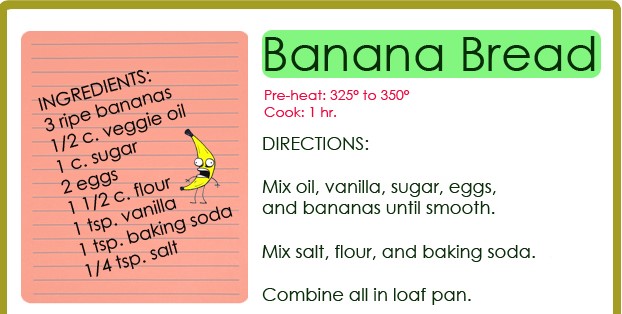 INGREDIENTS:
3 ripe bananas
1/2 c. veggie oil
1 c. sugar
2 eggs
1 1/2 c. flour
1 tsp. vanilla
1 tsp. baking soda
1/4 tsp. salt
Banana Bread
Pre-heat: 325° to 350°
Cook: 1 hr.
DIRECTIONS:
Mix oil, vanilla, sugar, eggs,
and bananas until smooth.
Mix salt, flour, and baking soda.
Combine all in loaf pan.